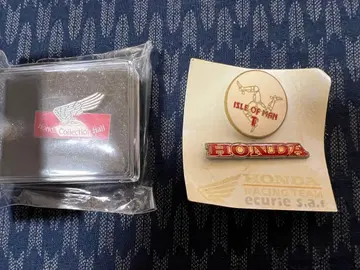 Honda Collection Hall
ISLE OF MAN
HONDA
HONDA
RACING TEAM
ecurie s.a.r